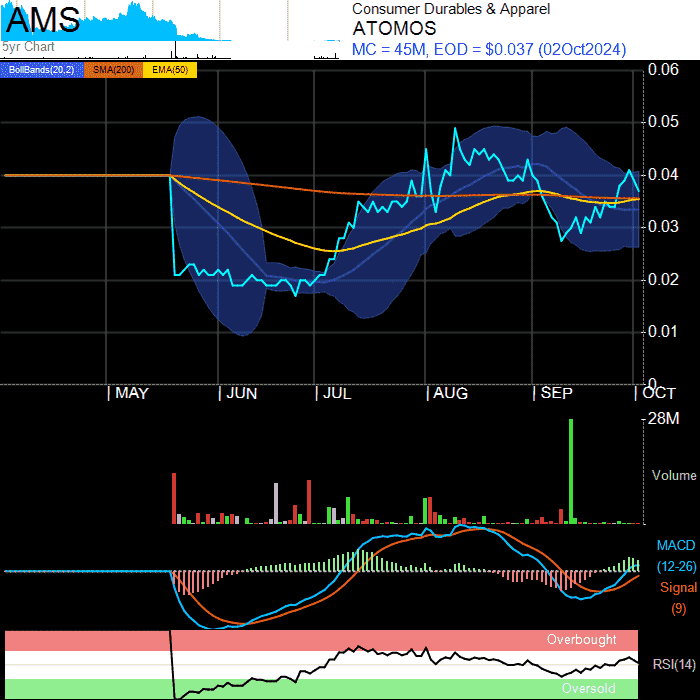 AMS
5yr Chart
Consumer Durables & Apparel
ATOMOS
MC = 45M, EOD = $0.037 (02Oct2024)
BollBands(20,2) SMA(200) EMA(50)
0.06
0.05
0.04
0.03
0.02
0.01
0
MAY JUN JUL AUG SEP OCT
28M
Volume
MACD
(12-26)
Signal
(9)
Overbought
RSI(14)
Oversold